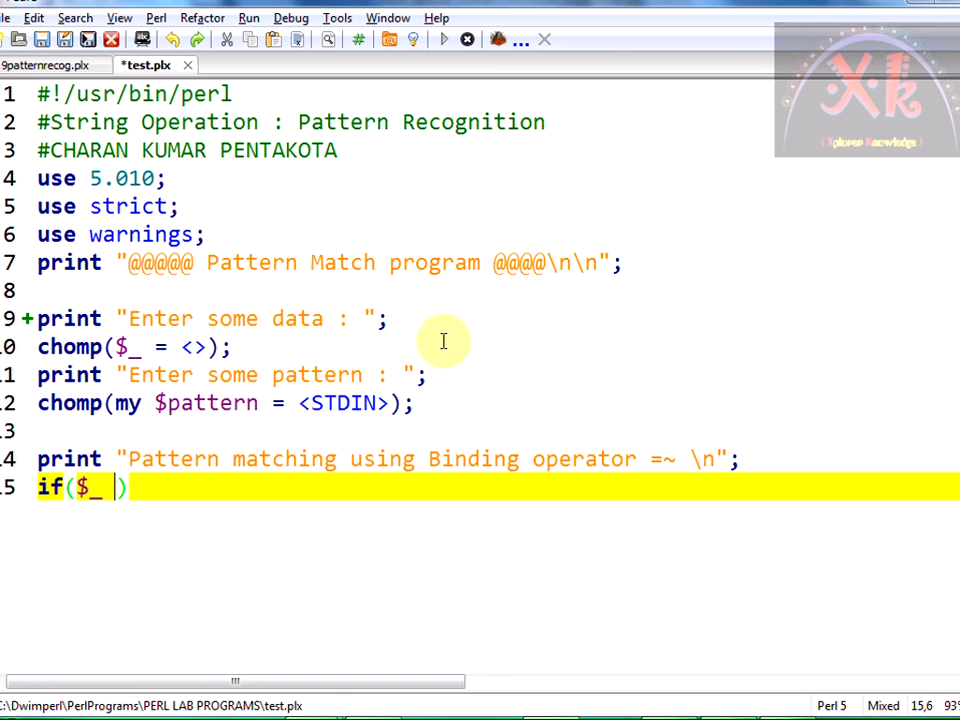 Edit Search View Perl Refactor Run Debug Tools Window Help
9patternrecog.plx *test.plx
Xk
( Xplorer Knowledge )
1 #!/usr/bin/perl
2 #String Operation : Pattern Recognition
3 #CHARAN KUMAR PENTAKOTA
4 use 5.010;
5 use strict;
6 use warnings;
7 print "@@@@@ Pattern Match program @@@@\n\n";
8
9 +print "Enter some data : ";
10 chomp($_ = <>);
11 print "Enter some pattern : ";
12 chomp(my $pattern = <STDIN>);
13
14 print "Pattern matching using Binding operator =~ \n";
15 if($_ )
C:\Dwimperl\PerlPrograms\PERL LAB PROGRAMS\test.plx Perl 5 Mixed 15,6 93%